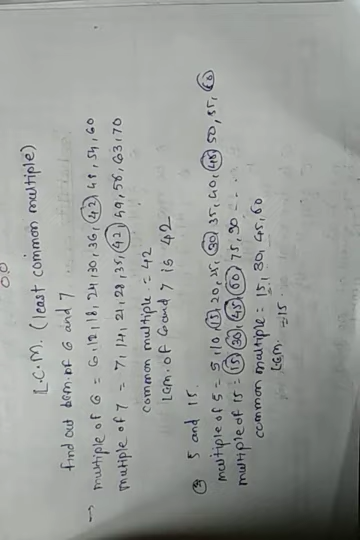 L.C.M. (least common multiple)
find out of 6 and 7
→ multiple of 6 = 6,12,18,24,30,36,42,48,54,60
multiple of 7 = 7,14,21,28,35,42,49,56,63,70
common multiple = 42
Lcm. of 6 and 7 is 42
5 and 15.
multiple of 5 = 5,10,15,20,25,30,35,40,45,50,55,60
multiple of 15 = 15,30,45,60,75,90 - - -
common multiple = 15,30,45,60
Lcm. = 15.